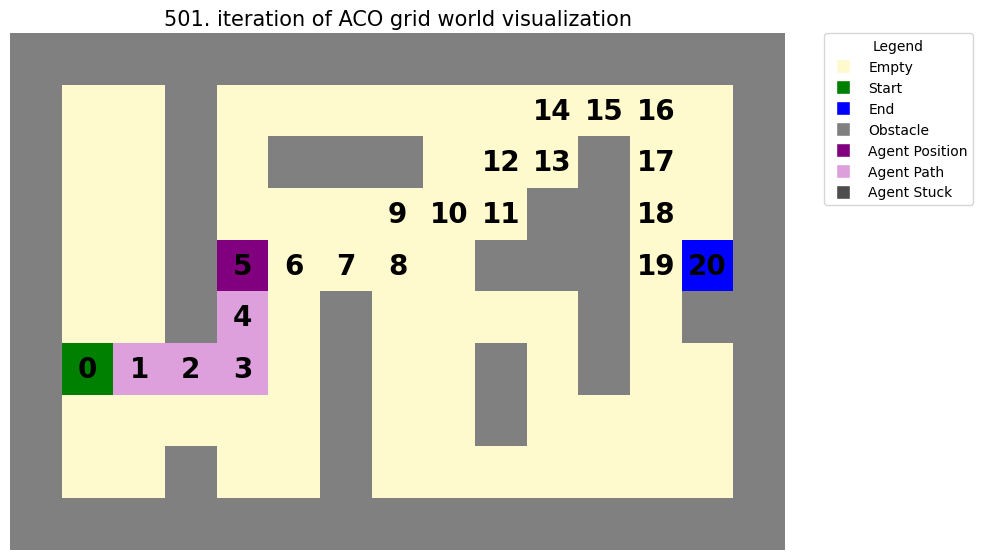 501. iteration of ACO grid world visualization
Legend
Empty
Start
End
Obstacle
Agent Position
Agent Path
Agent Stuck
14 15 16
12 13 17
9 10 11 18
5 6 7 8 19 20
4
0 1 2 3